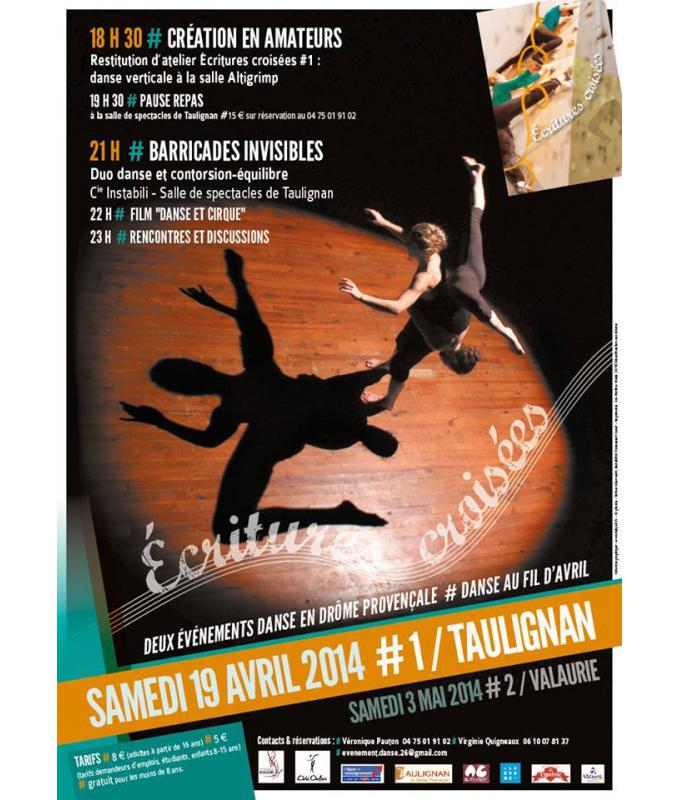 18 H 30 # CRÉATION EN AMATEURS
Restitution d'atelier Écritures croisées #1 :
danse verticale à la salle Altigrimp
19 H 30 # PAUSE REPAS
à la salle de spectacles de Taulignan # 15 € sur réservation au 04 75 01 91 02
21 H # BARRICADES INVISIBLES
Duo danse et contorsion-équilibre
Cie Instabili - Salle de spectacles de Taulignan
22 H # FILM "DANSE ET CIRQUE"
23 H # RENCONTRES ET DISCUSSIONS
Écritures croisées
Écritures croisées
DEUX ÉVÉNEMENTS DANSE EN DRÔME PROVENÇALE # DANSE AU FIL D'AVRIL
SAMEDI 19 AVRIL 2014 # 1 / TAULIGNAN
SAMEDI 3 MAI 2014 # 2 / VALAURIE
TARIFS # 8 € (adultes à partir de 16 ans) # 5 €
(tarifs demandeurs d'emplois, étudiants, enfants 8-15 ans)
# gratuit pour les moins de 8 ans.
Contacts & réservations : # Véronique Pauton 04 75 01 91 02 # Virginie Quigneaux 06 10 07 81 37
# evenement.danse.26@gmail.com
TAULIGNAN